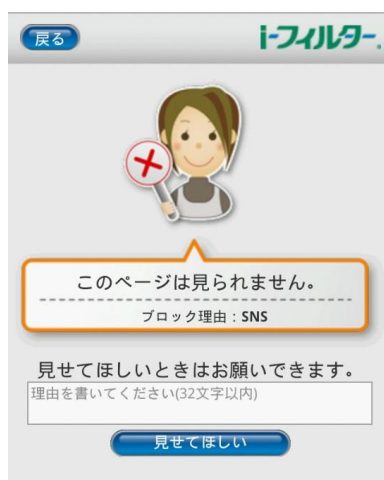 戻る
i-フィルター.
このページは見られません。
ブロック理由：SNS
見せてほしいときはお願いできます。
理由を書いてください(32文字以内)
見せてほしい